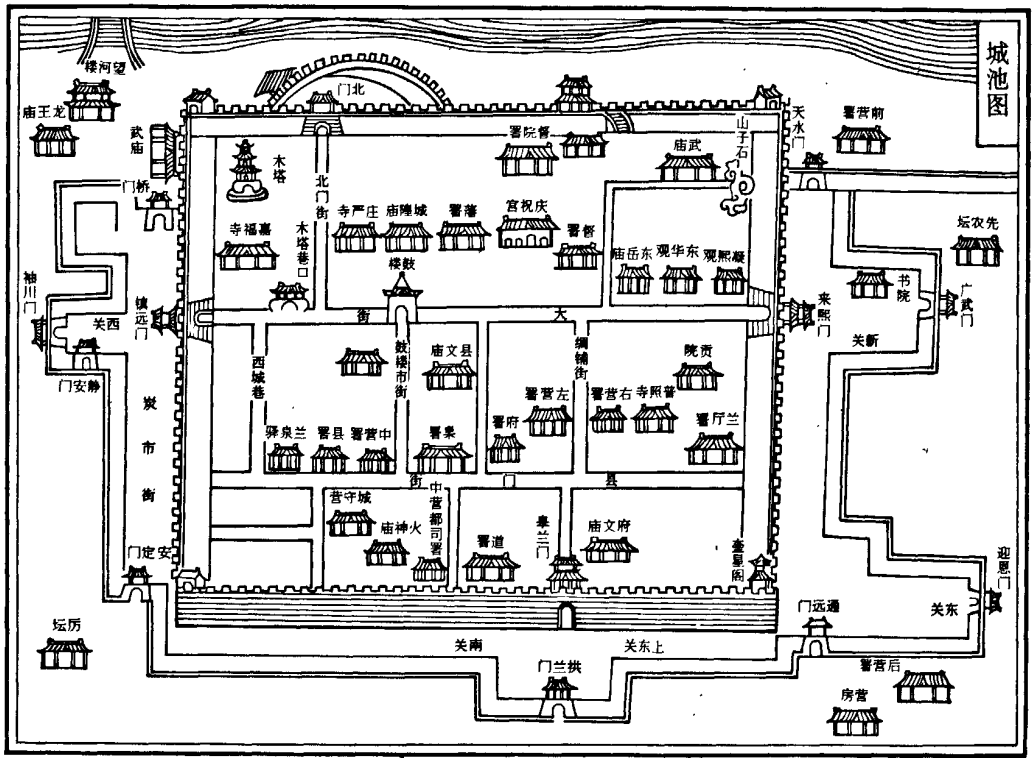 城池图
望河楼
龙王庙
武庙
桥门
北门
木塔
北门街
督院署
武庙
山子石
天水门
前营署
嘉福寺
木塔巷口
庄严寺
城隍庙
藩署
庆祝宫
督署
东岳庙
东华观
凝熙观
先农坛
鼓楼
书院
广武门
来熙门
新关
袖川门
西关
镇远门
静安门
炭市街
大街
西城巷
鼓楼市街
县文庙
绸铺街
贡院
左营署
右营署
普照寺
兰厅署
府署
兰泉驿
县署
中营署
臬署
县门街
城守营
火神庙
中营都司署
道署
皋兰门
府文庙
奎星阁
安定门
厉坛
南关
上东关
拱兰门
通远门
东关
迎恩门
后营署
营房